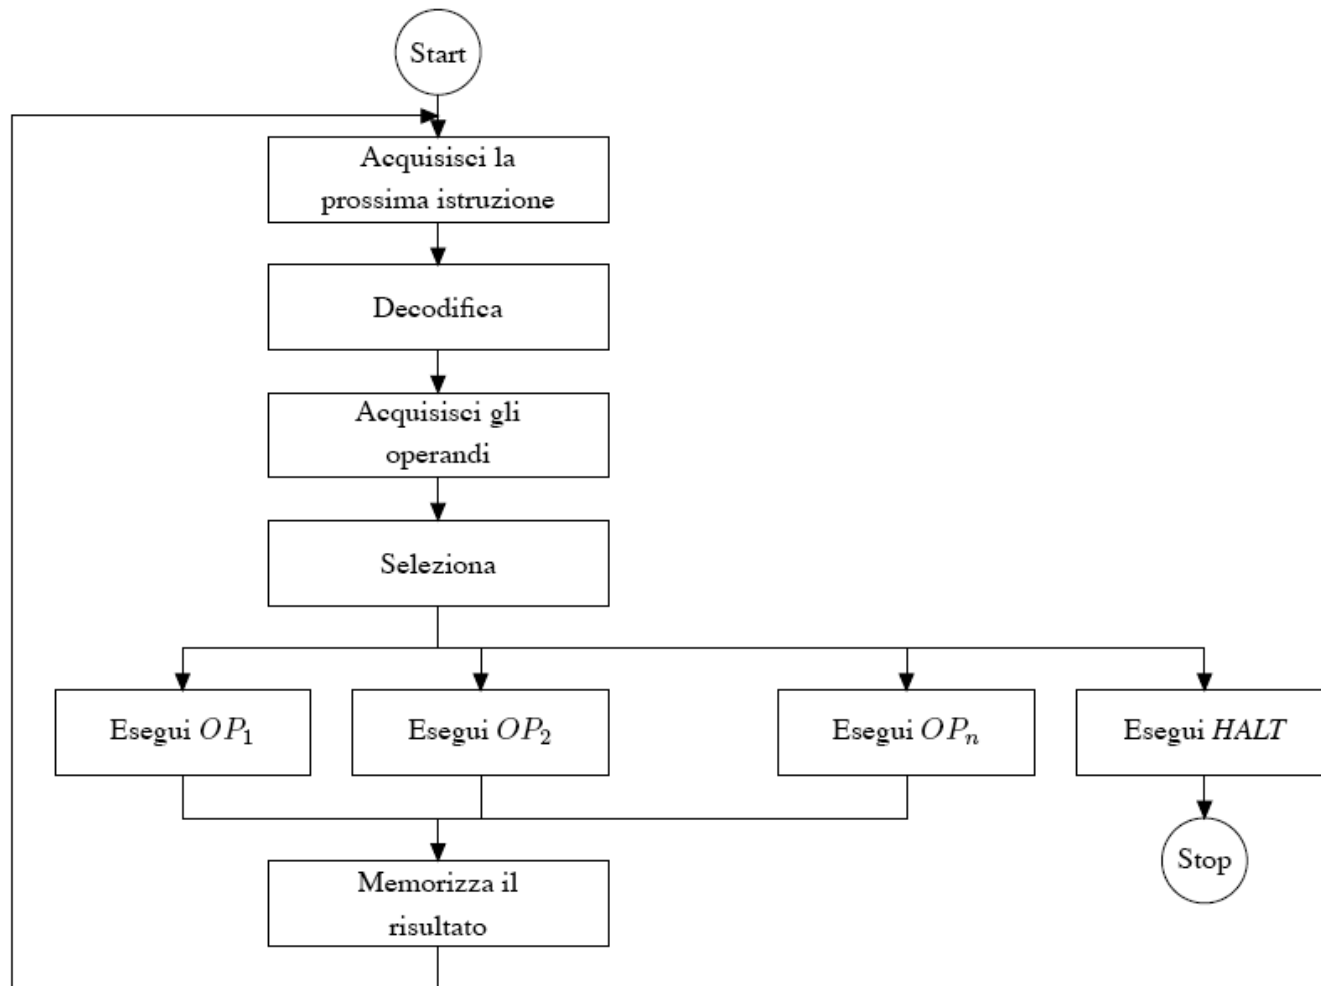 Start
Acquisisci la
prossima istruzione
Decodifica
Acquisisci gli
operandi
Seleziona
Esegui OP₁
Esegui OP₂
Esegui OPₙ
Esegui HALT
Stop
Memorizza il
risultato